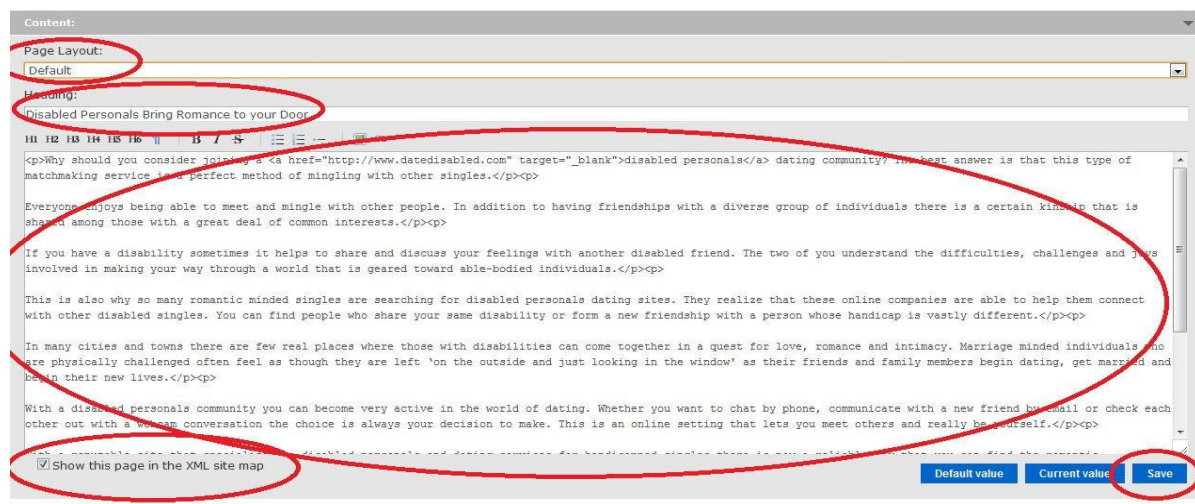 Content:
Page Layout:
Default
Heading:
Disabled Personals Bring Romance to your Door
H1 H2 H3 H4 H5 H6 ¶ B I S
<p>Why should you consider joining a <a href="http://www.datedisabled.com" target="_blank">disabled personals</a> dating community? The best answer is that this type of
matchmaking service is a perfect method of mingling with other singles.</p><p>
Everyone enjoys being able to meet and mingle with other people. In addition to having friendships with a diverse group of individuals there is a certain kinship that is
shared among those with a great deal of common interests.</p><p>
If you have a disability sometimes it helps to share and discuss your feelings with another disabled friend. The two of you understand the difficulties, challenges and joys
involved in making your way through a world that is geared toward able-bodied individuals.</p><p>
This is also why so many romantic minded singles are searching for disabled personals dating sites. They realize that these online companies are able to help them connect
with other disabled singles. You can find people who share your same disability or form a new friendship with a person whose handicap is vastly different.</p><p>
In many cities and towns there are few real places where those with disabilities can come together in a quest for love, romance and intimacy. Marriage minded individuals who
are physically challenged often feel as though they are left 'on the outside and just looking in the window' as their friends and family members begin dating, get married and
begin their new lives.</p><p>
With a disabled personals community you can become very active in the world of dating. Whether you want to chat by phone, communicate with a new friend by email or check each
other out with a webcam conversation the choice is always your decision to make. This is an online setting that lets you meet others and really be yourself.</p><p>
Show this page in the XML site map
Default value Current value Save